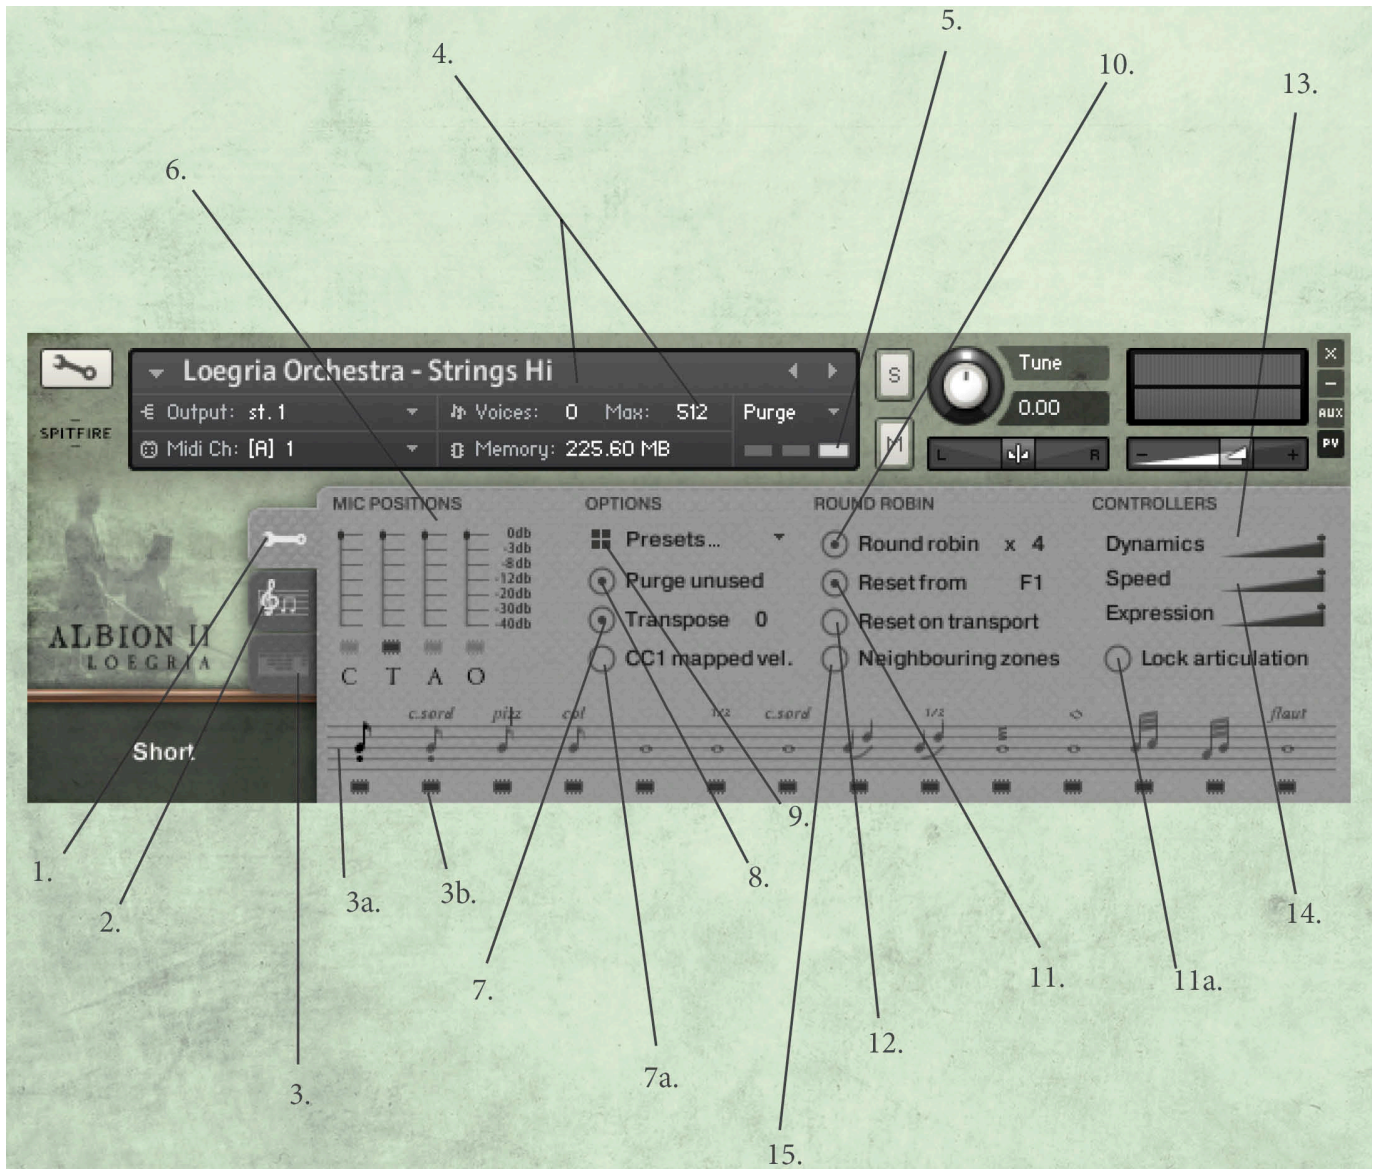 5.
4.
10.
13.
6.
Loegria Orchestra - Strings Hi
S
Tune
X
–
Output: st.1
Voices: 0 Max: 512
Purge
0.00
AUX
SPITFIRE
Midi Ch: [A] 1
Memory: 225.60 MB
M
L
R
–
+
PV
MIC POSITIONS
OPTIONS
ROUND ROBIN
CONTROLLERS
0db
-3db
-8db
-12db
-20db
-30db
-40db
Presets...
Round robin x 4
Dynamics
Purge unused
Reset from F1
Speed
Transpose 0
Reset on transport
Expression
CC1 mapped vel.
Neighbouring zones
Lock articulation
ALBION II
LOEGRIA
C T A O
c.sord
pizz
col
1/2
c.sord
1/2
flaut
Short
9.
1.
8.
3a.
3b.
2.
14.
7.
11.
11a.
12.
7a.
3.
15.